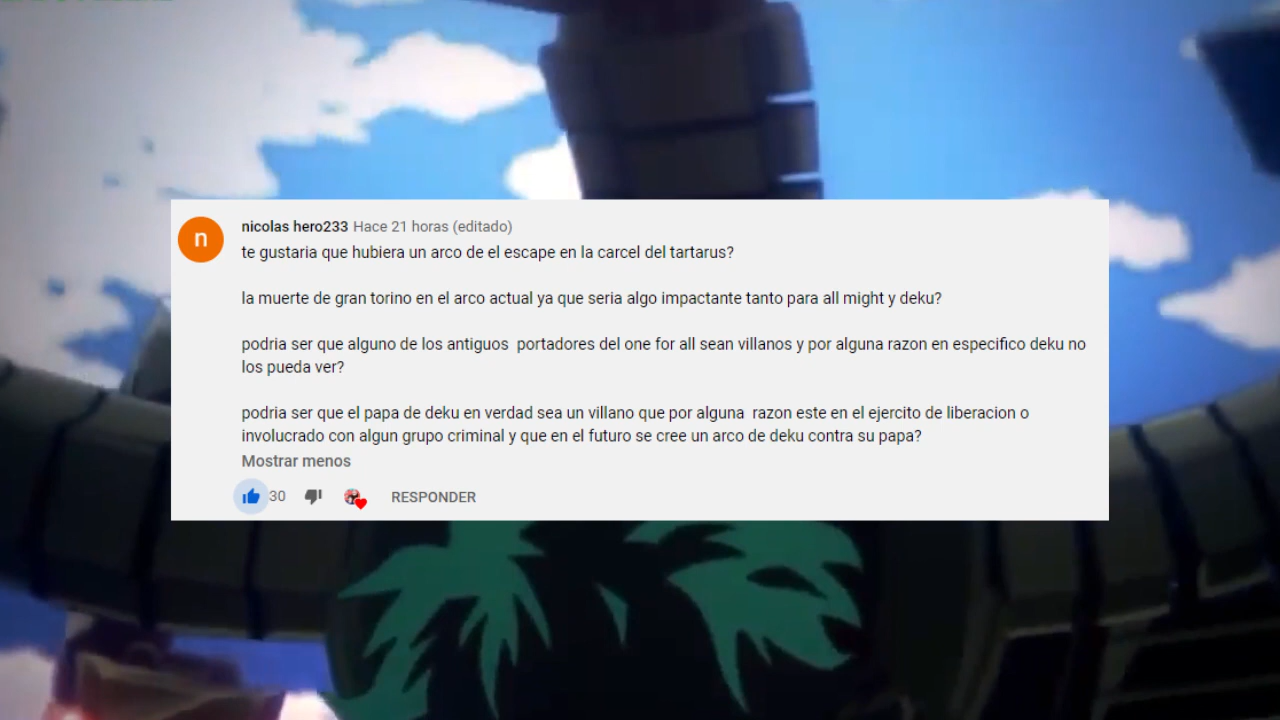 n
nicolas hero233 Hace 21 horas (editado)
te gustaria que hubiera un arco de el escape en la carcel del tartarus?
la muerte de gran torino en el arco actual ya que seria algo impactante tanto para all might y deku?
podria ser que alguno de los antiguos  portadores del one for all sean villanos y por alguna razon en especifico deku no
los pueda ver?
podria ser que el papa de deku en verdad sea un villano que por alguna  razon este en el ejercito de liberacion o
involucrado con algun grupo criminal y que en el futuro se cree un arco de deku contra su papa?
Mostrar menos
30 RESPONDER